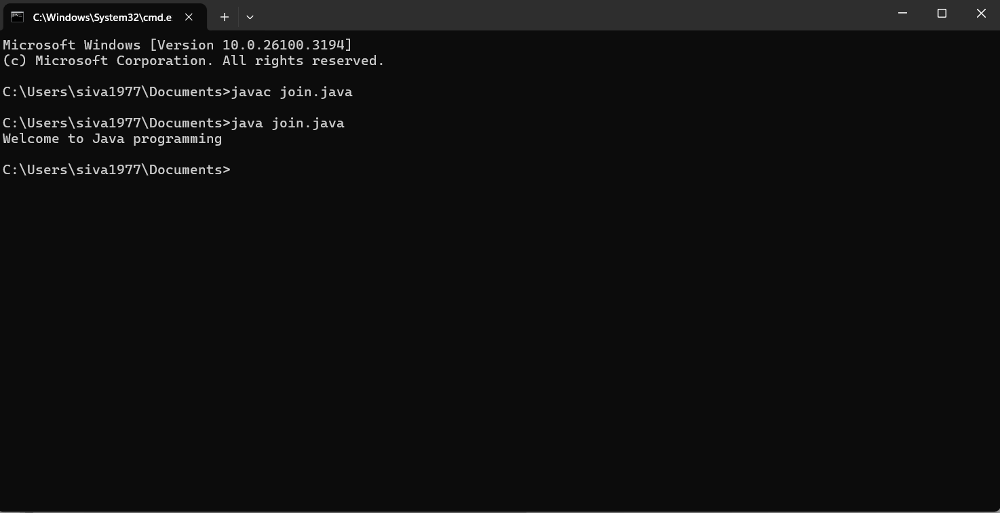 C:\Windows\System32\cmd.e
Microsoft Windows [Version 10.0.26100.3194]
(c) Microsoft Corporation. All rights reserved.
C:\Users\siva1977\Documents>javac join.java
C:\Users\siva1977\Documents>java join.java
Welcome to Java programming
C:\Users\siva1977\Documents>